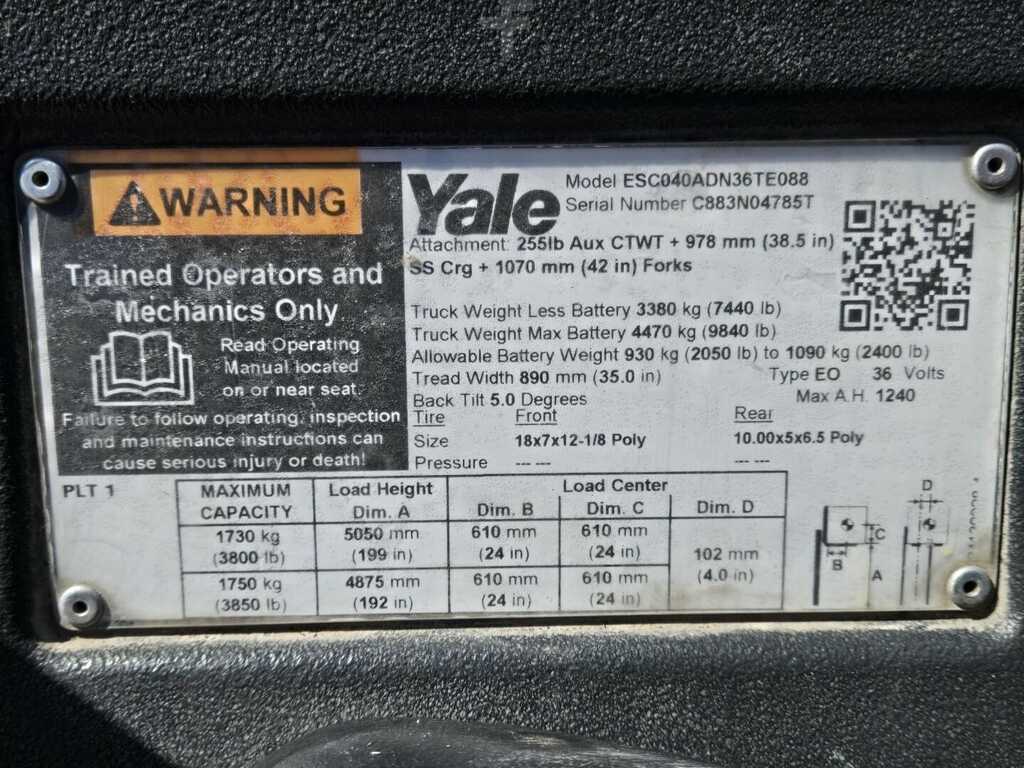 WARNING
Trained Operators and
Mechanics Only
Read Operating
Manual located
on or near seat.
Failure to follow operating, inspection
and maintenance instructions can
cause serious injury or death!
Yale
Model ESC040ADN36TE088
Serial Number C883N04785T
Attachment: 255lb Aux CTWT + 978 mm (38.5 in)
SS Crg + 1070 mm (42 in) Forks
Truck Weight Less Battery 3380 kg (7440 lb)
Truck Weight Max Battery 4470 kg (9840 lb)
Allowable Battery Weight 930 kg (2050 lb) to 1090 kg (2400 lb)
Tread Width 890 mm (35.0 in) Type EO 36 Volts
Back Tilt 5.0 Degrees Max A.H. 1240
Tire Front Rear
Size 18x7x12-1/8 Poly 10.00x5x6.5 Poly
Pressure --- --- --- ---
PLT 1
MAXIMUM Load Height Load Center
CAPACITY Dim. A Dim. B Dim. C Dim. D
1730 kg 5050 mm 610 mm 610 mm
(3800 lb) (199 in) (24 in) (24 in)
102 mm
(4.0 in)
1750 kg 4875 mm 610 mm 610 mm
(3850 lb) (192 in) (24 in) (24 in)
D
C
B
A